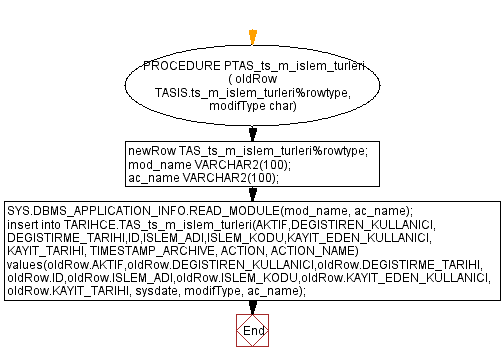 PROCEDURE PTAS_ts_m_islem_turleri
( oldRow
TASIS.ts_m_islem_turleri%rowtype,
modifType char)
newRow TAS_ts_m_islem_turleri%rowtype;
mod_name VARCHAR2(100);
ac_name VARCHAR2(100);
SYS.DBMS_APPLICATION_INFO.READ_MODULE(mod_name, ac_name);
insert into TARIHCE.TAS_ts_m_islem_turleri(AKTIF,DEGISTIREN_KULLANICI,
DEGISTIRME_TARIHI,ID,ISLEM_ADI,ISLEM_KODU,KAYIT_EDEN_KULLANICI,
KAYIT_TARIHI, TIMESTAMP_ARCHIVE, ACTION, ACTION_NAME)
values(oldRow.AKTIF,oldRow.DEGISTIREN_KULLANICI,oldRow.DEGISTIRME_TARIHI,
oldRow.ID,oldRow.ISLEM_ADI,oldRow.ISLEM_KODU,oldRow.KAYIT_EDEN_KULLANICI,
oldRow.KAYIT_TARIHI, sysdate, modifType, ac_name);
End